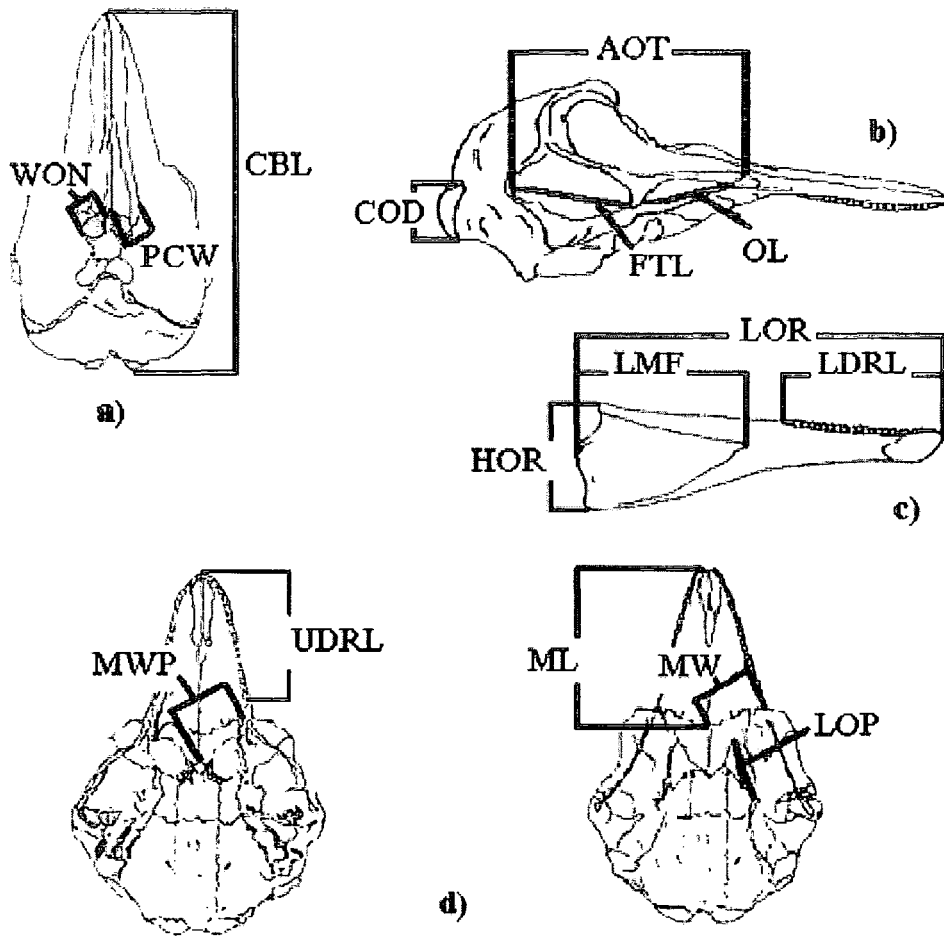 WON
CBL
PCW
a)
AOT
b)
COD
FTL
OL
LOR
LMF
LDRL
HOR
c)
UDRL
MWP
ML
MW
LOP
d)